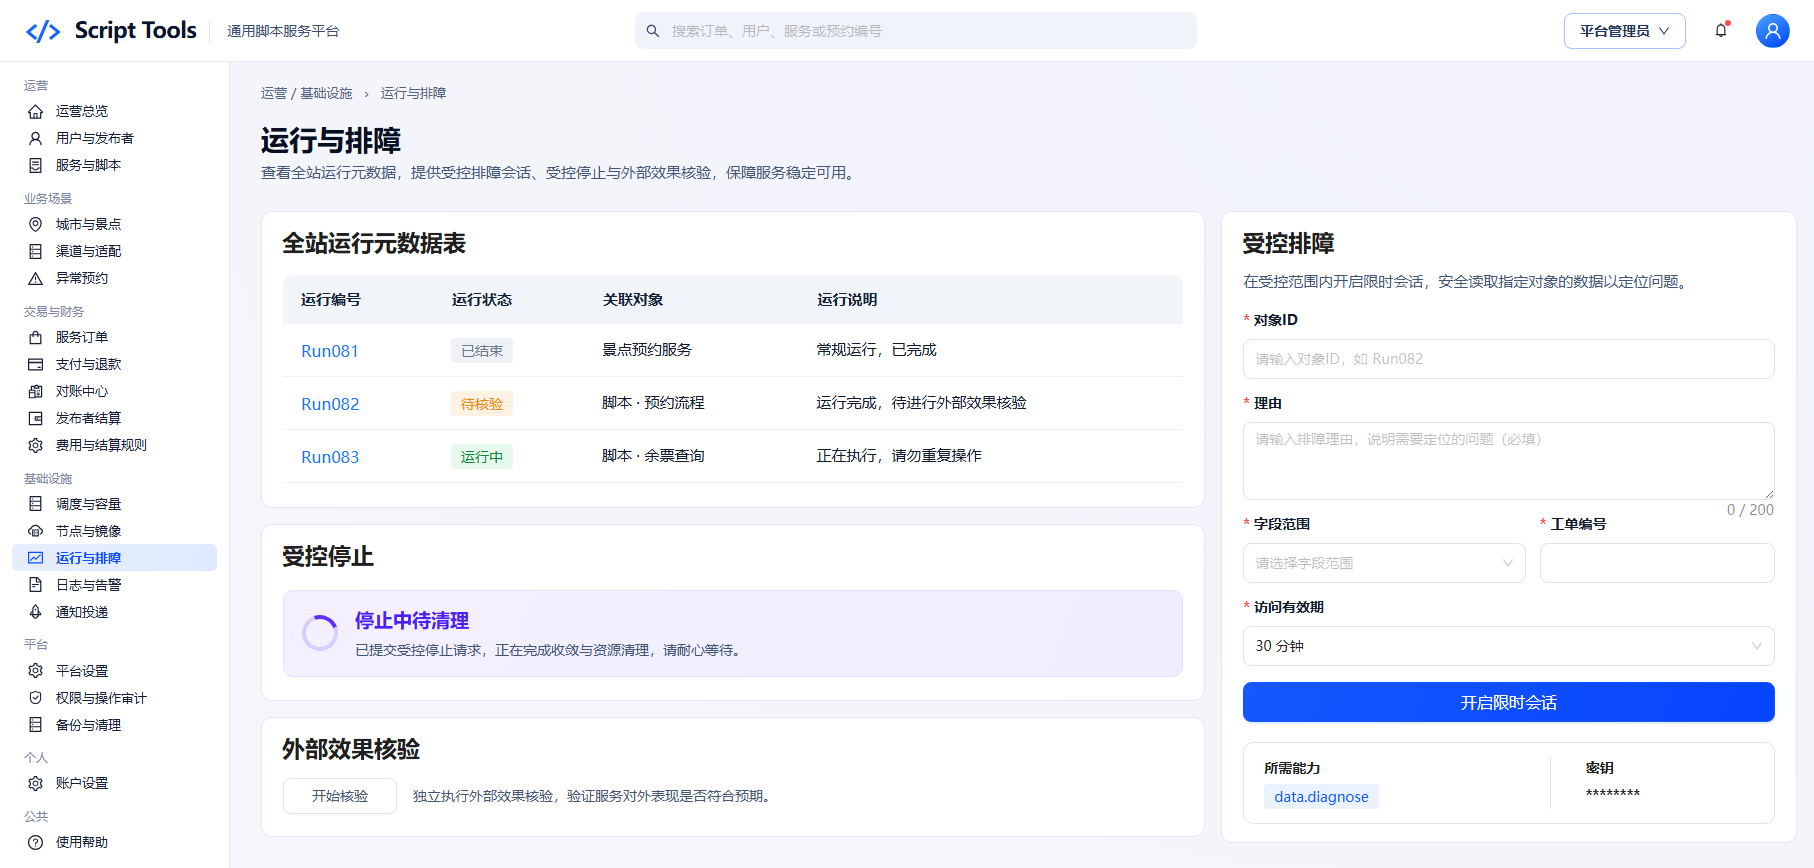 Script Tools
通用脚本服务平台
搜索订单、用户、服务或预约编号
平台管理员
运营
运营总览
用户与发布者
服务与脚本
业务场景
城市与景点
渠道与适配
异常预约
交易与财务
服务订单
支付与退款
对账中心
发布者结算
费用与结算规则
基础设施
调度与容量
节点与镜像
运行与排障
日志与告警
通知投递
平台
平台设置
权限与操作审计
备份与清理
个人
账户设置
公共
使用帮助
运营 / 基础设施 › 运行与排障
运行与排障
查看全站运行元数据，提供受控排障会话、受控停止与外部效果核验，保障服务稳定可用。
全站运行元数据表
运行编号 运行状态 关联对象 运行说明
Run081 已结束 景点预约服务 常规运行，已完成
Run082 待核验 脚本 · 预约流程 运行完成，待进行外部效果核验
Run083 运行中 脚本 · 余票查询 正在执行，请勿重复操作
受控停止
停止中待清理
已提交受控停止请求，正在完成收敛与资源清理，请耐心等待。
外部效果核验
开始核验 独立执行外部效果核验，验证服务对外表现是否符合预期。
受控排障
在受控范围内开启限时会话，安全读取指定对象的数据以定位问题。
* 对象ID
请输入对象ID，如 Run082
* 理由
请输入排障理由，说明需要定位的问题（必填）
0 / 200
* 字段范围 * 工单编号
请选择字段范围
* 访问有效期
30 分钟
开启限时会话
所需能力 密钥
data.diagnose ********